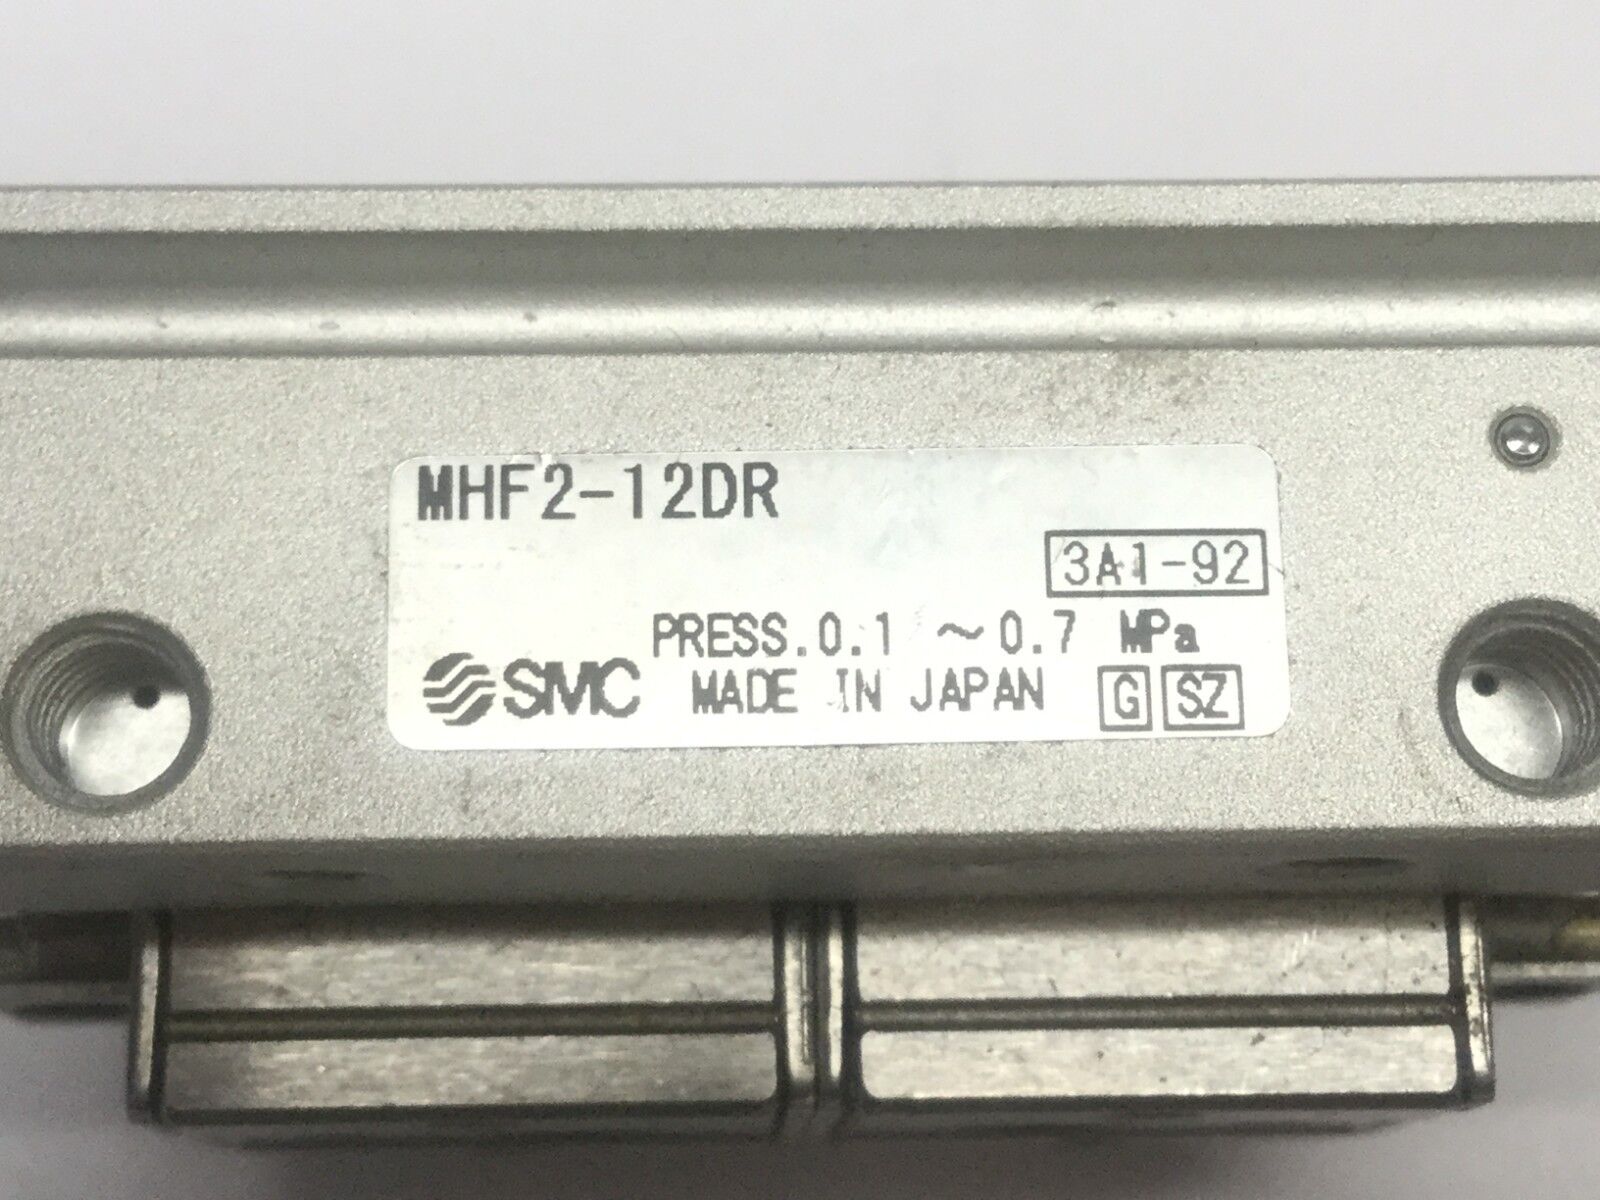 MHF2-12DR
3A1-92
PRESS.0.1 ~0.7 MPa
SMC MADE IN JAPAN G SZ